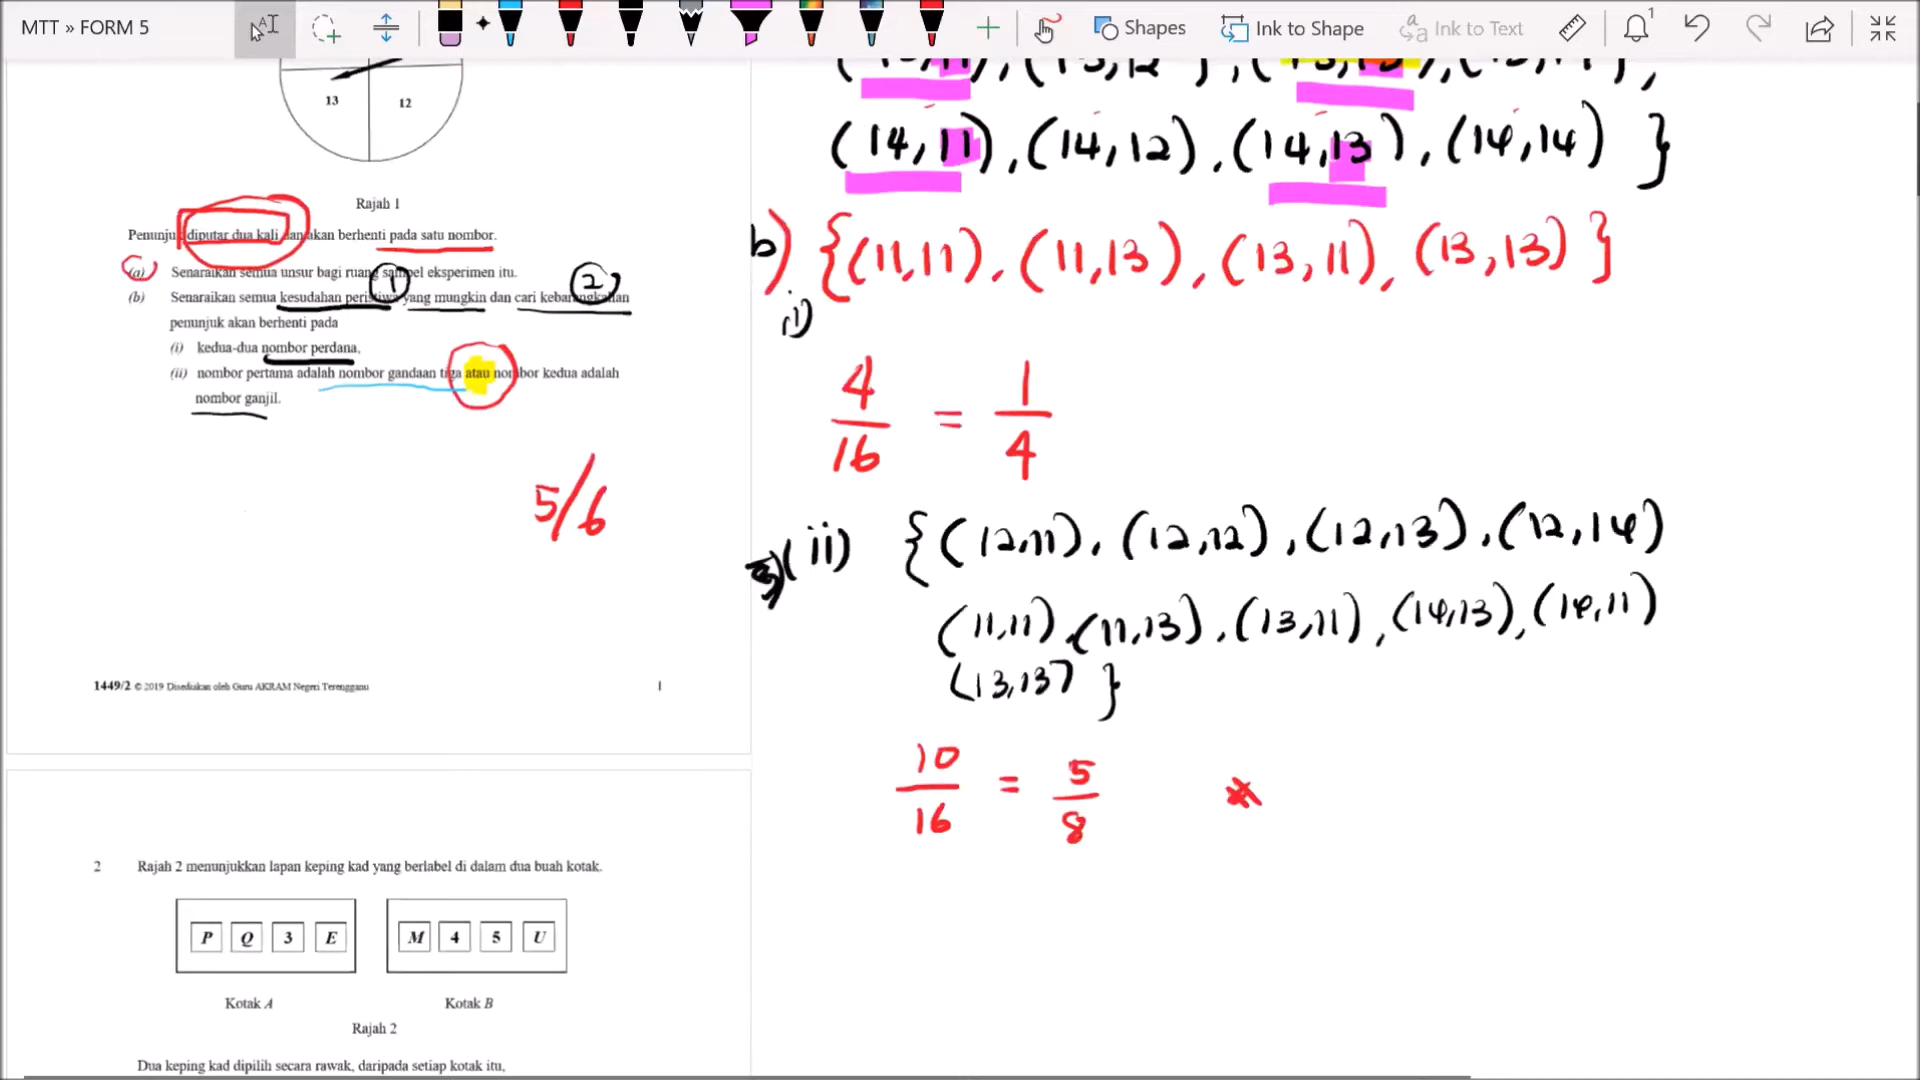 MTT » FORM 5
Shapes
Ink to Shape
Ink to Text
1
13
12
Rajah 1
Penunjuk diputar dua kali dan akan berhenti pada satu nombor.
(a) Senaraikan semua unsur bagi ruang sampel eksperimen itu.
1
2
(b) Senaraikan semua kesudahan peristiwa yang mungkin dan cari kebarangkalian
penunjuk akan berhenti pada
(i) kedua-dua nombor perdana,
(ii) nombor pertama adalah nombor gandaan tiga atau nombor kedua adalah
nombor ganjil.
5/6
1449/2 © 2019 Disediakan oleh Guru AKRAM Negeri Terengganu
1
2 Rajah 2 menunjukkan lapan keping kad yang berlabel di dalam dua buah kotak.
P Q 3 E
M 4 5 U
Kotak A
Kotak B
Rajah 2
Dua keping kad dipilih secara rawak, daripada setiap kotak itu,
(14,11), (14,12), (14,13), (14,14) }
b) {(11,11), (11,13), (13,11), (13,13)}
(i)
4/16 = 1/4
(ii) {(12,11), (12,12), (12,13), (12,14)
(11,11), (11,13), (13,11), (14,13), (14,11)
(13,13) }
10/16 = 5/8